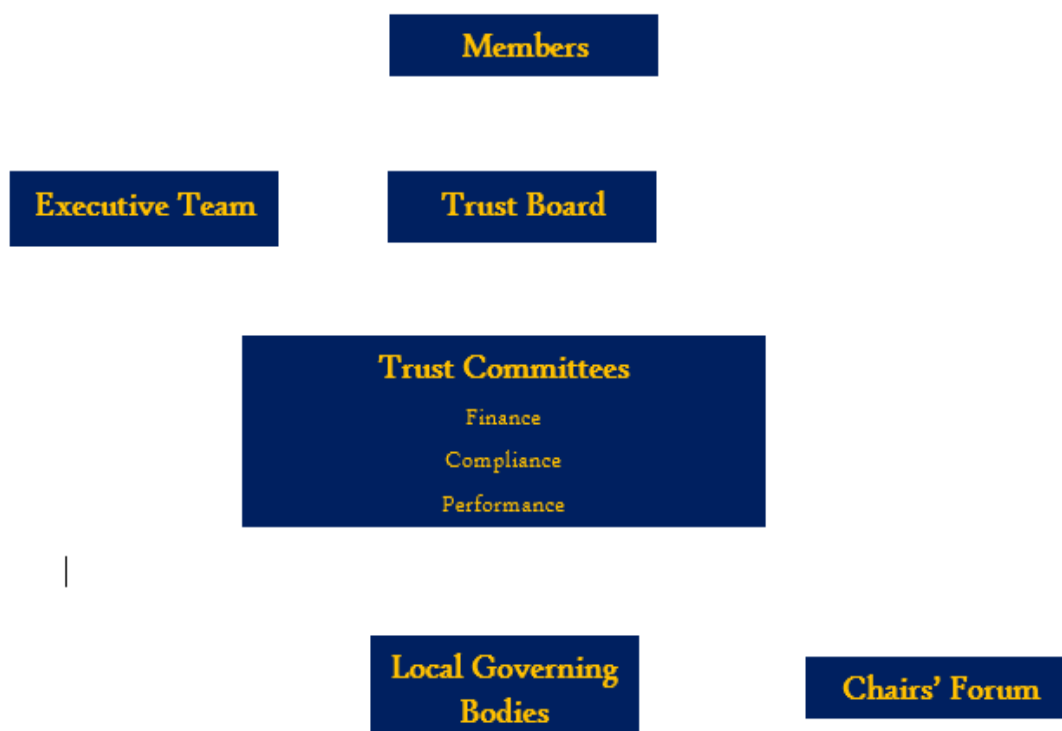 Members
Executive Team
Trust Board
Trust Committees
Finance
Compliance
Performance
Local Governing
Bodies
Chairs’ Forum